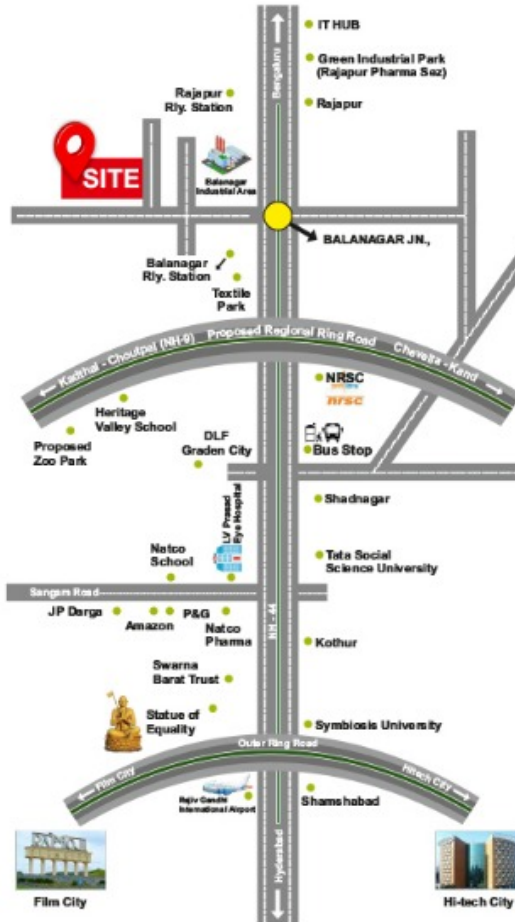 IT HUB
Bengaluru
Green Industrial Park
(Rajapur Pharma Sez)
Rajapur
Rly. Station
Rajapur
SITE
Balanagar
Industrial Area
BALANAGAR JN.,
Balanagar
Rly. Station
Textile
Park
Kadthal - Choutpal (NH-9) Proposed Regional Ring Road Chevella - Kand
NRSC
nrsc
Heritage
Valley School
Proposed
Zoo Park
DLF
Graden City
Bus Stop
LV Prasad
Eye Hospital
Shadnagar
Natco
School
Tata Social
Science University
Sangam Road
JP Darga
Amazon
P&G
Natco
Pharma
NH - 44
Kothur
Swarna
Barat Trust
Statue of
Equality
Symbiosis University
Outer Ring Road
Film City
Hitech City
Rajiv Gandhi
International Airport
Shamshabad
Hyderabad
Film City
Hi-tech City